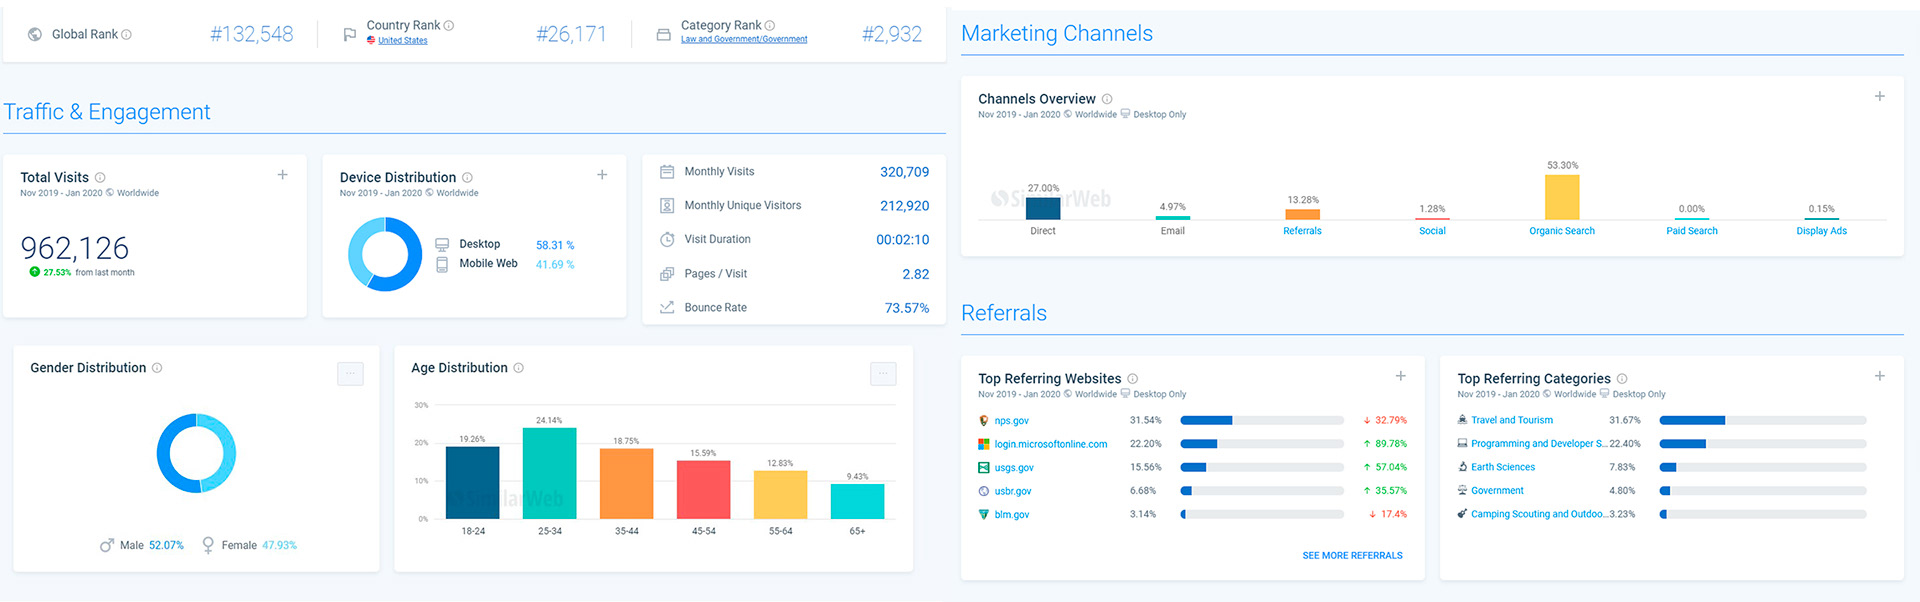 Global Rank
#132,548
Country Rank
United States
#26,171
Category Rank
Law and Government/Government
#2,932
Traffic & Engagement
Total Visits
Nov 2019 - Jan 2020 Worldwide
962,126
27.53% from last month
Device Distribution
Nov 2019 - Jan 2020 Worldwide
Desktop 58.31 %
Mobile Web 41.69 %
Monthly Visits 320,709
Monthly Unique Visitors 212,920
Visit Duration 00:02:10
Pages / Visit 2.82
Bounce Rate 73.57%
Gender Distribution
...
Male 52.07% Female 47.93%
Age Distribution
...
30%
20%
10%
0%
19.26%
24.14%
18.75%
15.59%
12.83%
9.43%
SimilarWeb
18-24 25-34 35-44 45-54 55-64 65+
Marketing Channels
Channels Overview
Nov 2019 - Jan 2020 Worldwide Desktop Only
SimilarWeb
27.00% 4.97% 13.28% 1.28% 53.30% 0.00% 0.15%
Direct Email Referrals Social Organic Search Paid Search Display Ads
Referrals
Top Referring Websites
Nov 2019 - Jan 2020 Worldwide Desktop Only
nps.gov 31.54% 32.79%
login.microsoftonline.com 22.20% 89.78%
usgs.gov 15.56% 57.04%
usbr.gov 6.68% 35.57%
blm.gov 3.14% 17.4%
SEE MORE REFERRALS
Top Referring Categories
Nov 2019 - Jan 2020 Worldwide Desktop Only
Travel and Tourism 31.67%
Programming and Developer S... 22.40%
Earth Sciences 7.83%
Government 4.80%
Camping Scouting and Outdoo... 3.23%